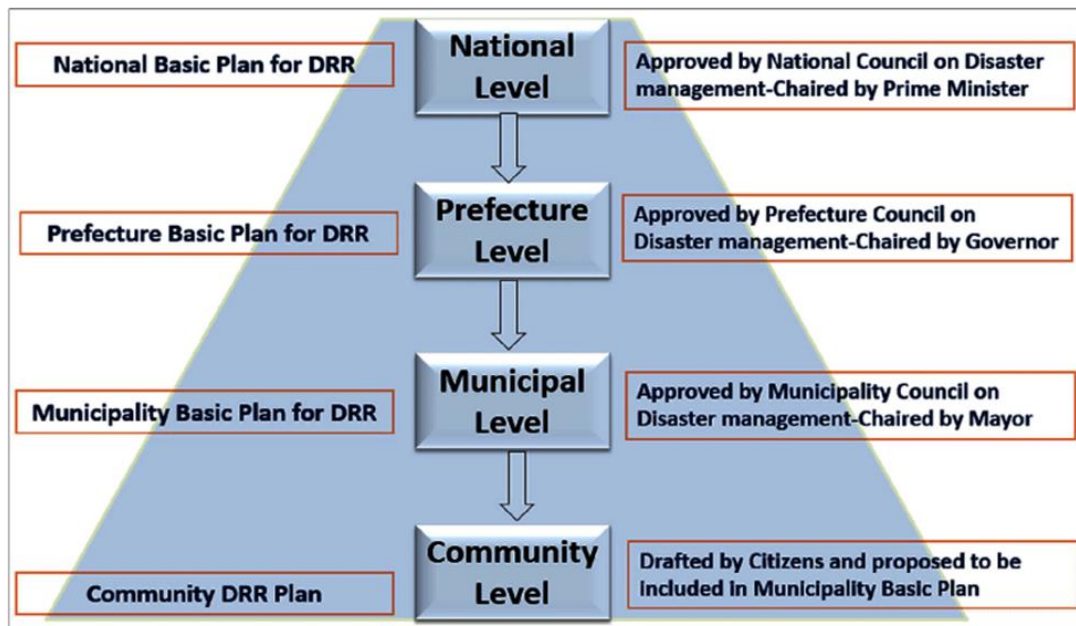 National Basic Plan for DRR
National
Level
Approved by National Council on Disaster
management-Chaired by Prime Minister
Prefecture Basic Plan for DRR
Prefecture
Level
Approved by Prefecture Council on
Disaster management-Chaired by Governor
Municipality Basic Plan for DRR
Municipal
Level
Approved by Municipality Council on
Disaster management-Chaired by Mayor
Community DRR Plan
Community
Level
Drafted by Citizens and proposed to be
included in Municipality Basic Plan